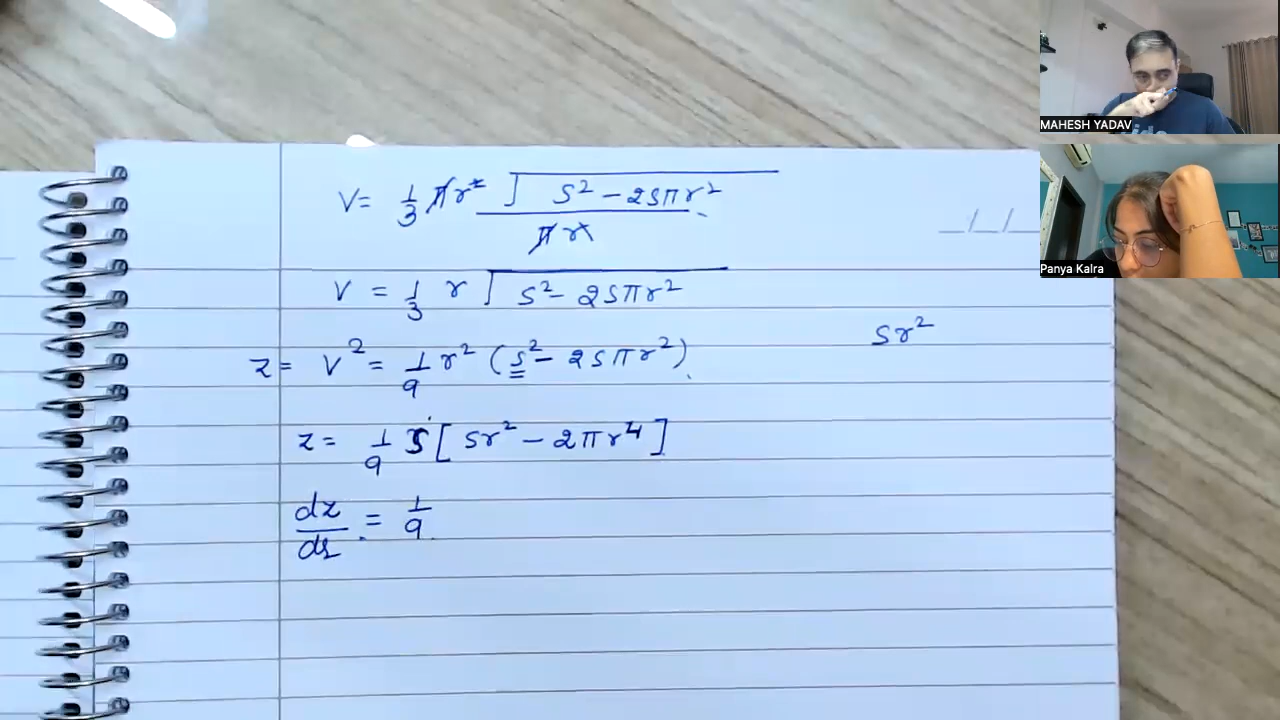 V = 1/3 πr² √(S² − 2Sπr²) / πr
V = 1/3 r √(S² − 2Sπr²)
Sr²
z = V² = 1/9 r² (S² − 2Sπr²)
z = 1/9 S [Sr² − 2πr⁴]
dz/ds = 1/9
MAHESH YADAV
Panya Kalra